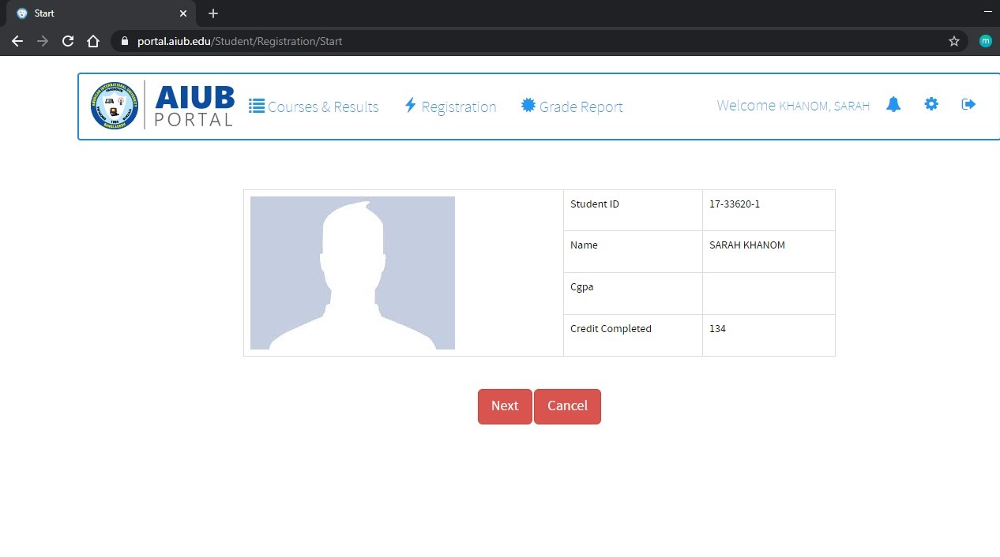 Start
portal.aiub.edu/Student/Registration/Start
m
AIUB
PORTAL
Courses & Results
Registration
Grade Report
Welcome KHANOM, SARAH
Student ID 17-33620-1
Name SARAH KHANOM
Cgpa
Credit Completed 134
Next Cancel